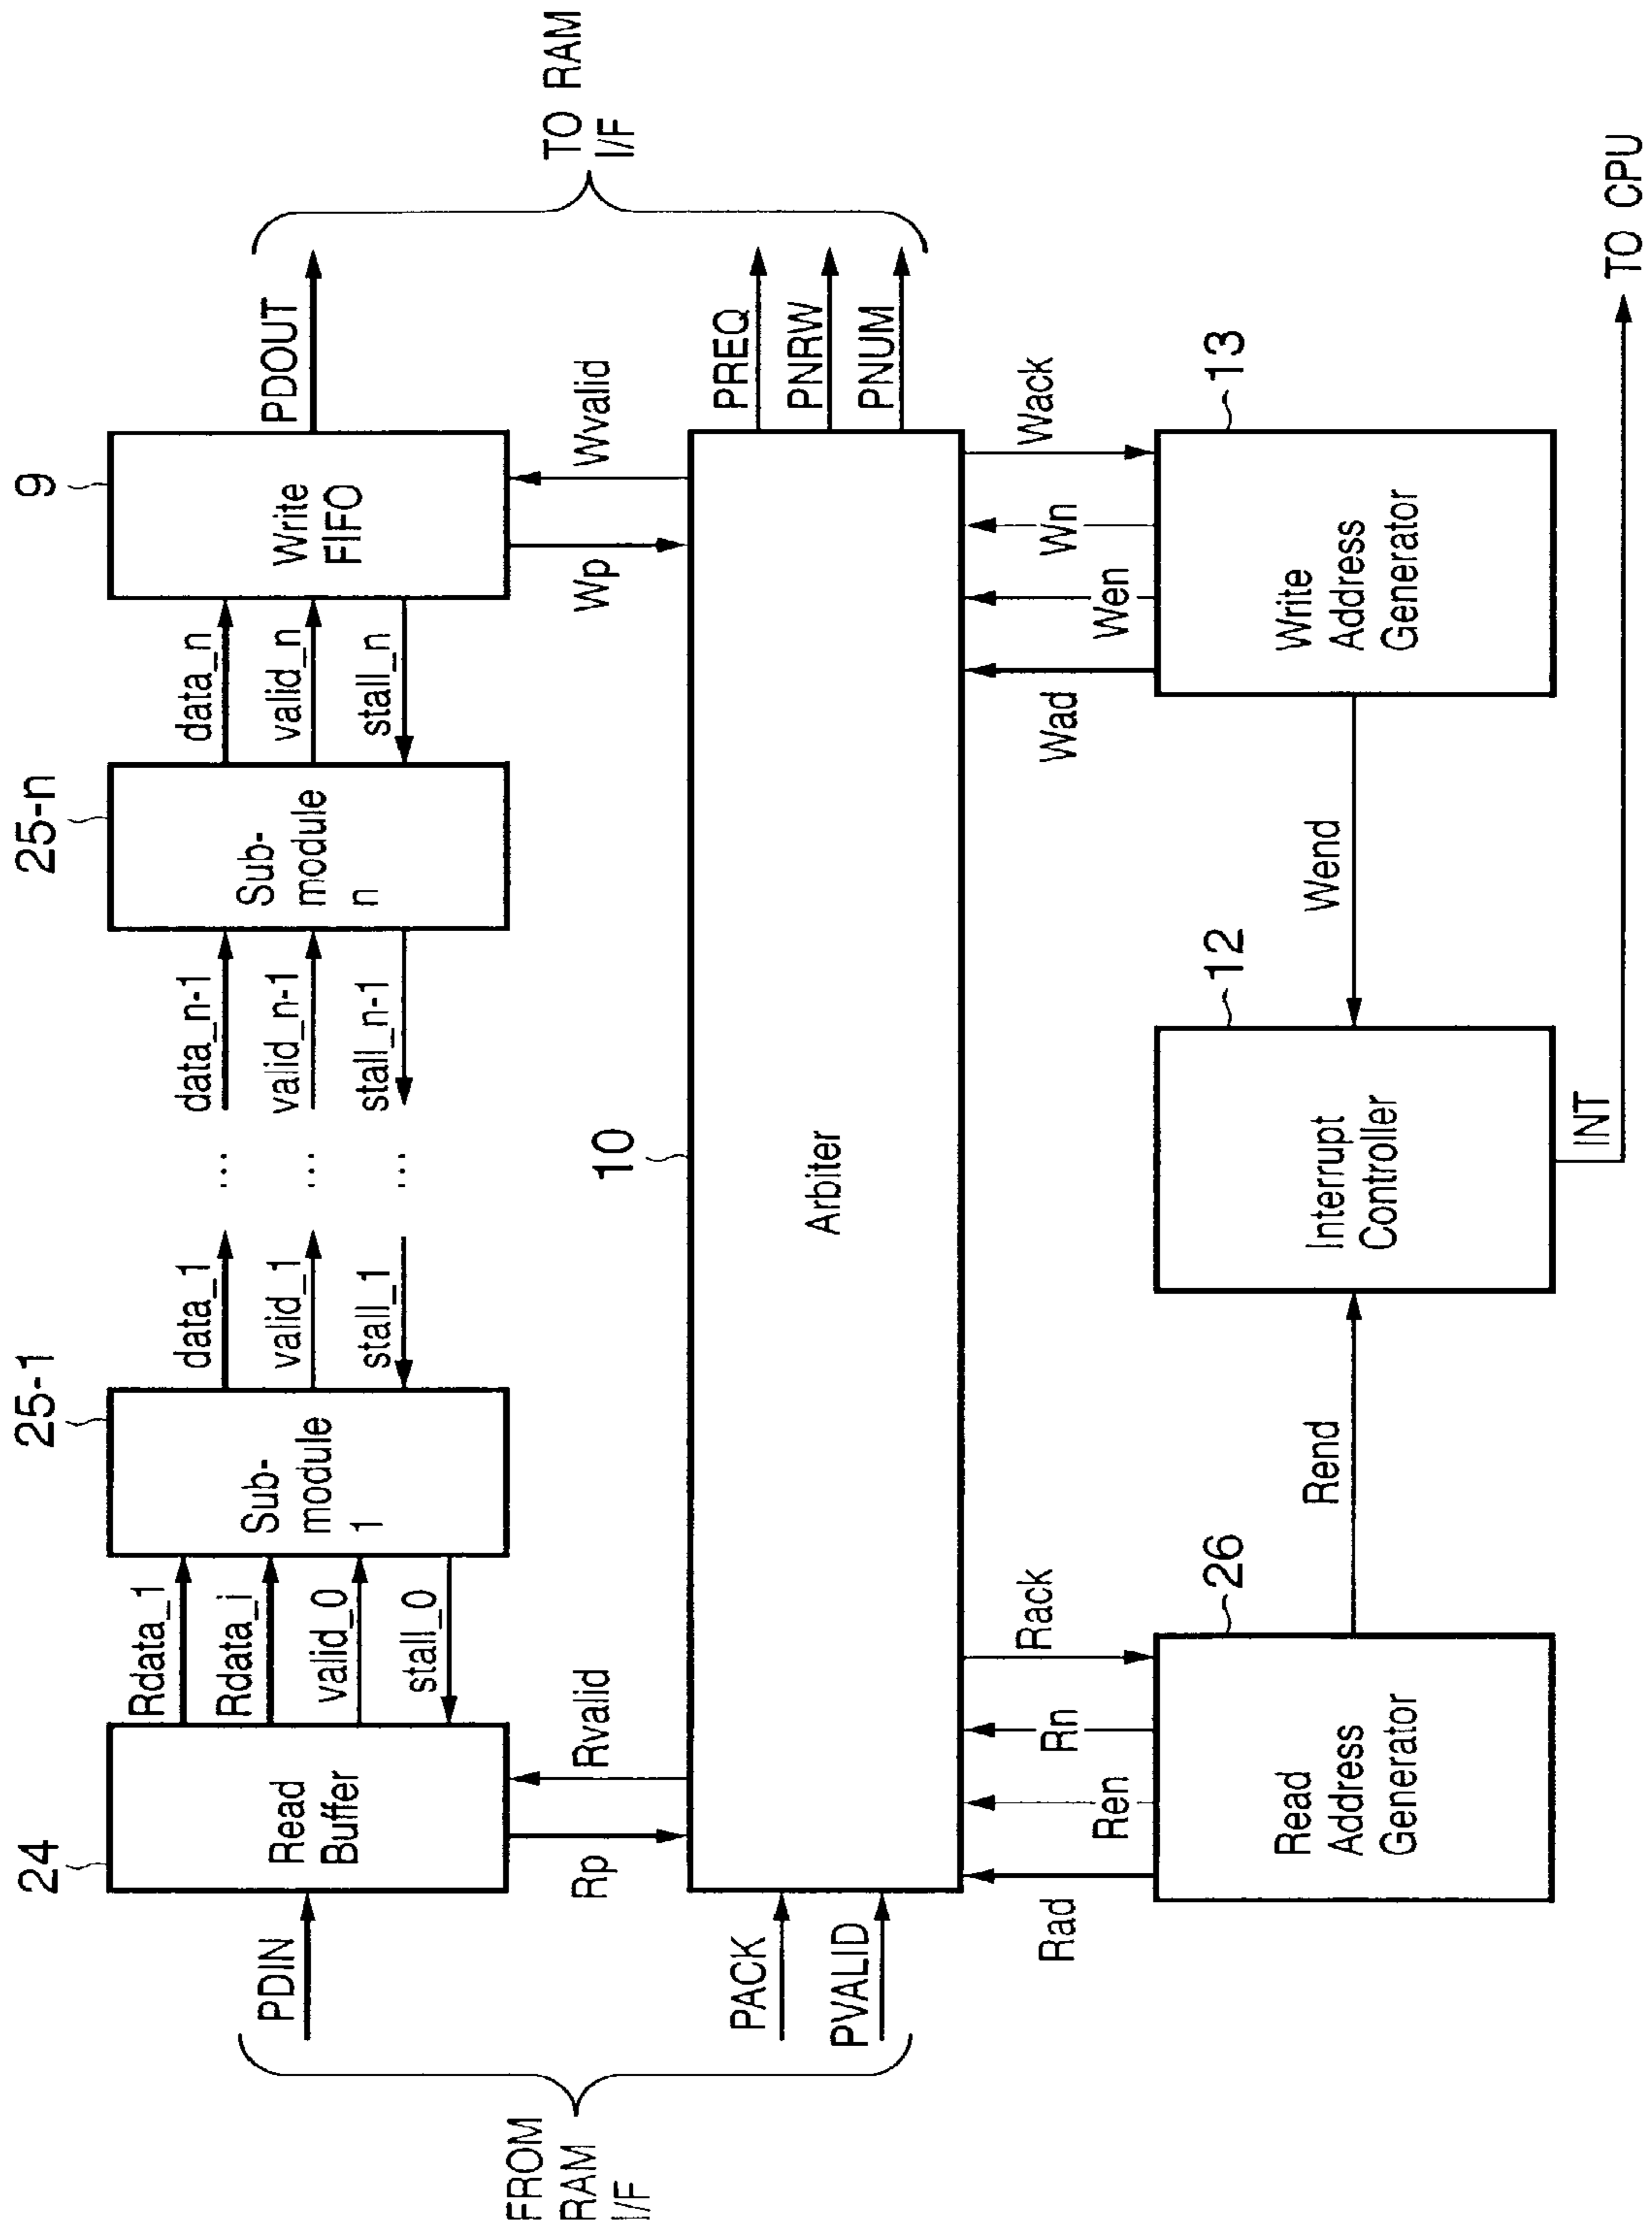 FROM
RAM
I/F
PDIN
PACK
PVALID
24
Read
Buffer
Rdata_1
Rdata_i
valid_0
stall_0
25-1
Sub-
module
1
data_1
valid_1
stall_1
...
...
...
data_n-1
valid_n-1
stall_n-1
25-n
Sub-
module
n
data_n
valid_n
stall_n
9
Write
FIFO
PDOUT
TO RAM
I/F
Rp
Rvalid
Wp
Wvalid
10
Arbiter
PREQ
PNRW
PNUM
Rad
Ren
Rn
Rack
Wad
Wen
Wn
Wack
26
Read
Address
Generator
Rend
12
Interrupt
Controller
Wend
13
Write
Address
Generator
INT
TO CPU